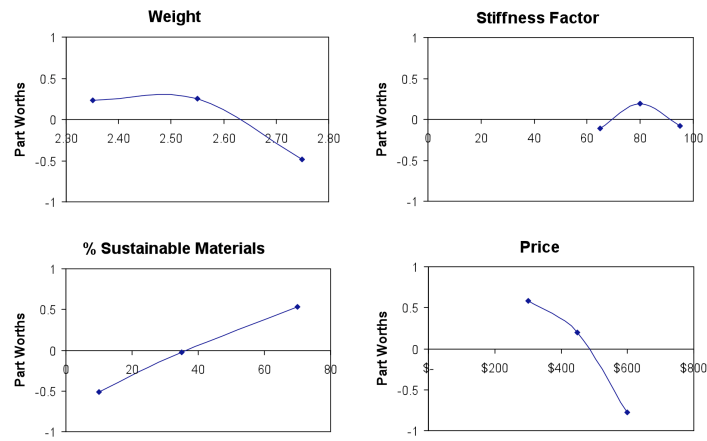 Weight
Part Worths
1
0.5
0
-0.5
-1
2.30 2.40 2.50 2.60 2.70 2.80
Stiffness Factor
Part Worths
1
0.5
0
-0.5
-1
0 20 40 60 80 100
% Sustainable Materials
Part Worths
1
0.5
0
-0.5
-1
0 20 40 60 80
Price
Part Worths
1
0.5
0
-0.5
-1
$- $200 $400 $600 $800